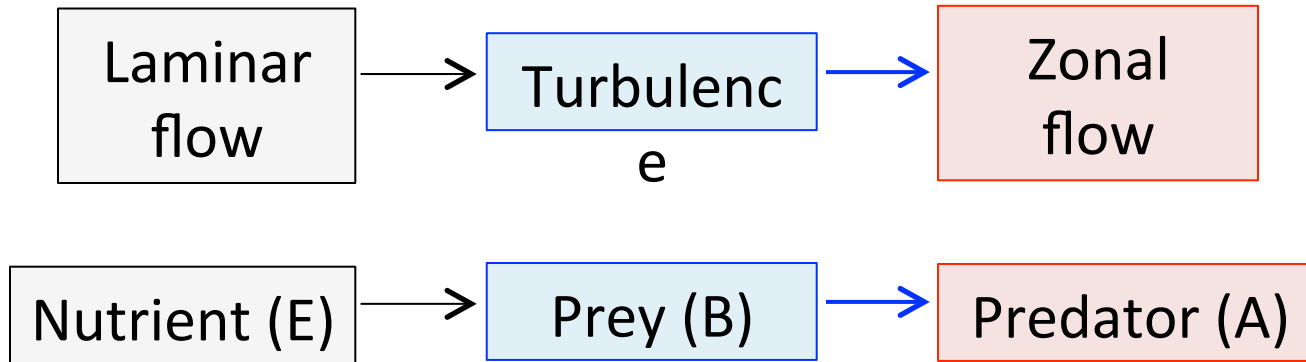 Laminar
flow
Turbulenc
e
Zonal
flow
Nutrient (E)
Prey (B)
Predator (A)